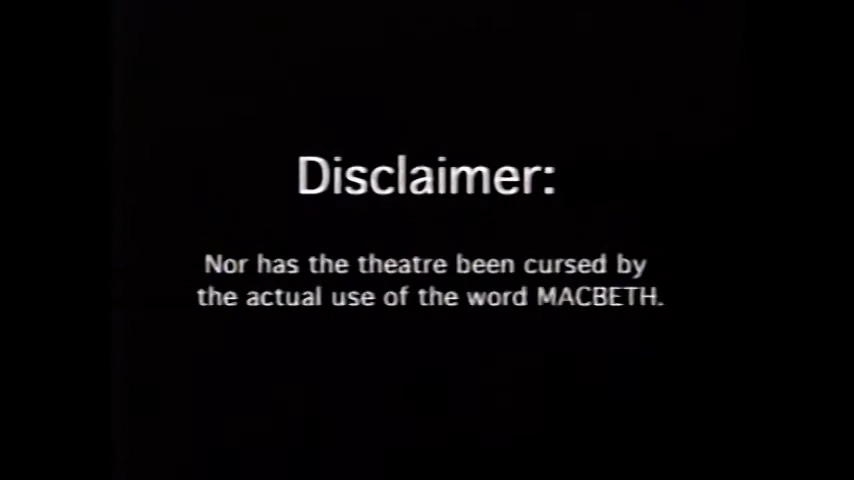 Disclaimer:
Nor has the theatre been cursed by
the actual use of the word MACBETH.